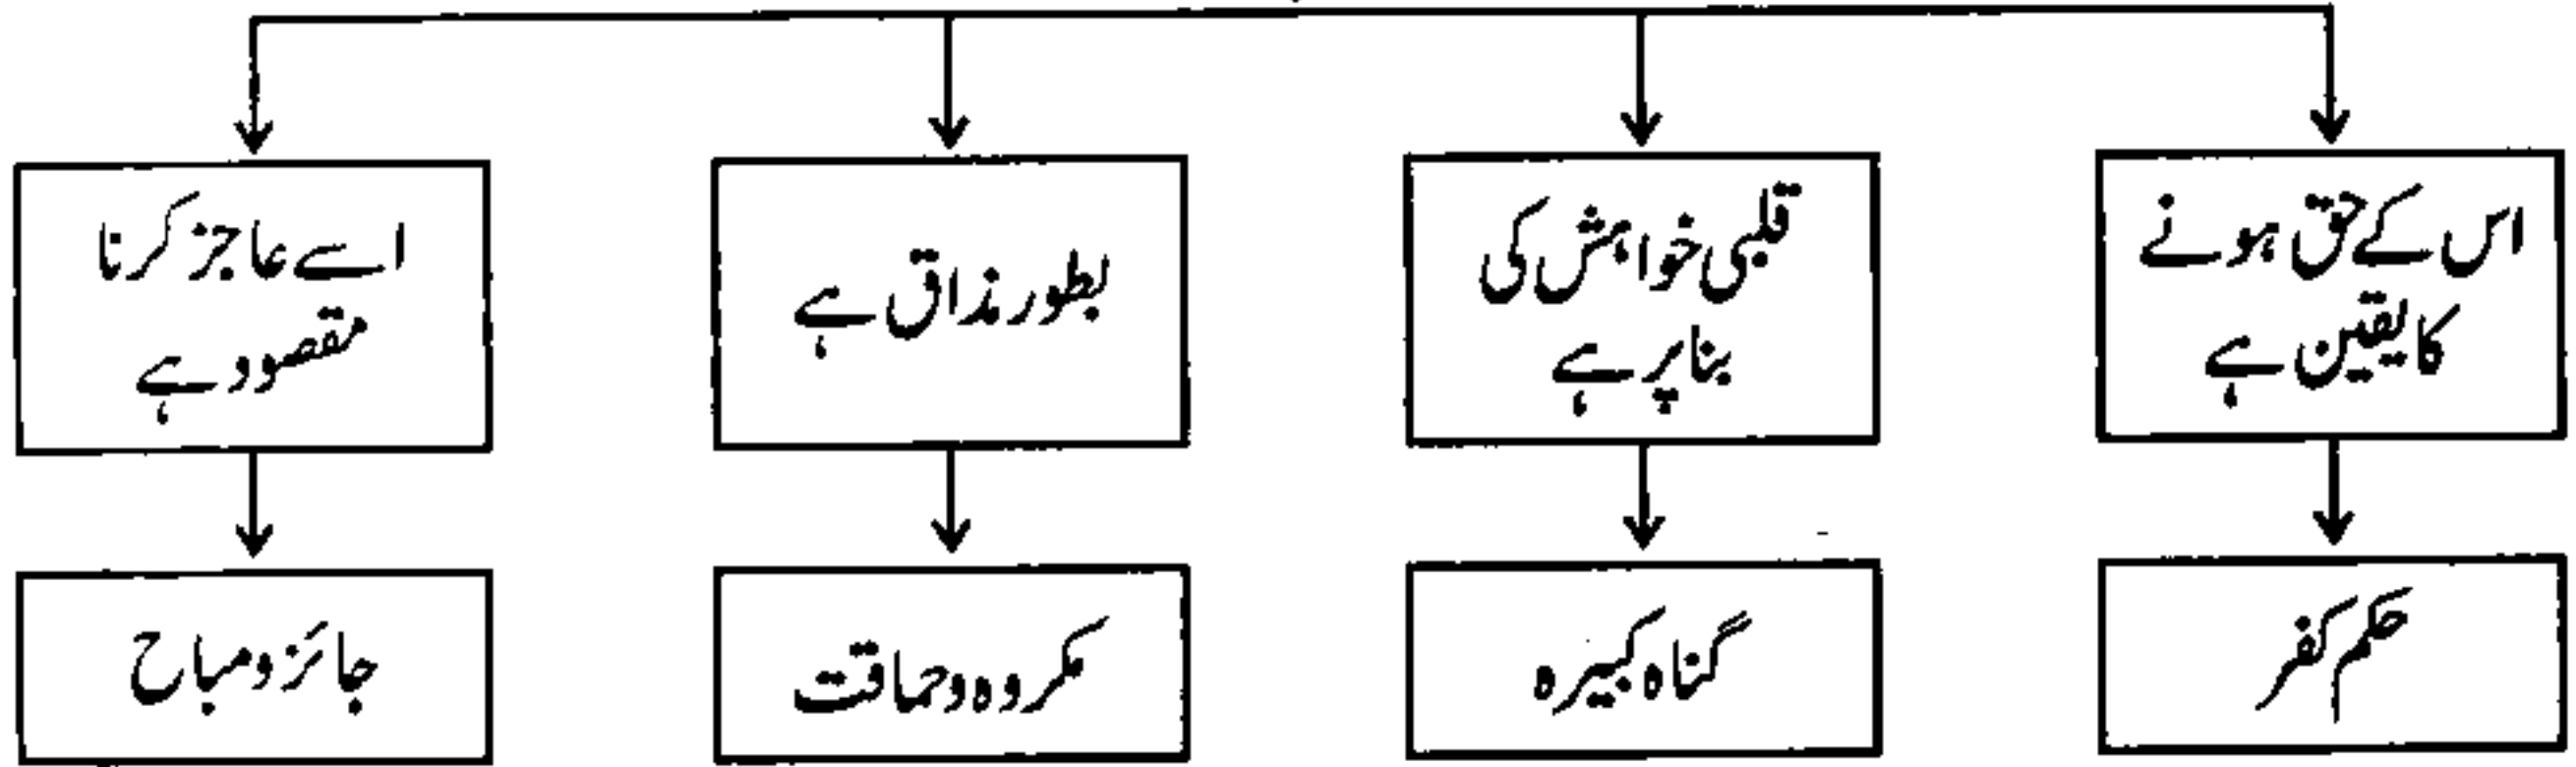 اس کے حق ہونے
کا یقین ہے
قلبی خواہش کی
بنا پر ہے
بطور مذاق ہے
اسے عاجز کرنا
مقصود ہے
حکم کفر
گناہ کبیرہ
مکروہ وحماقت
جائز ومباح